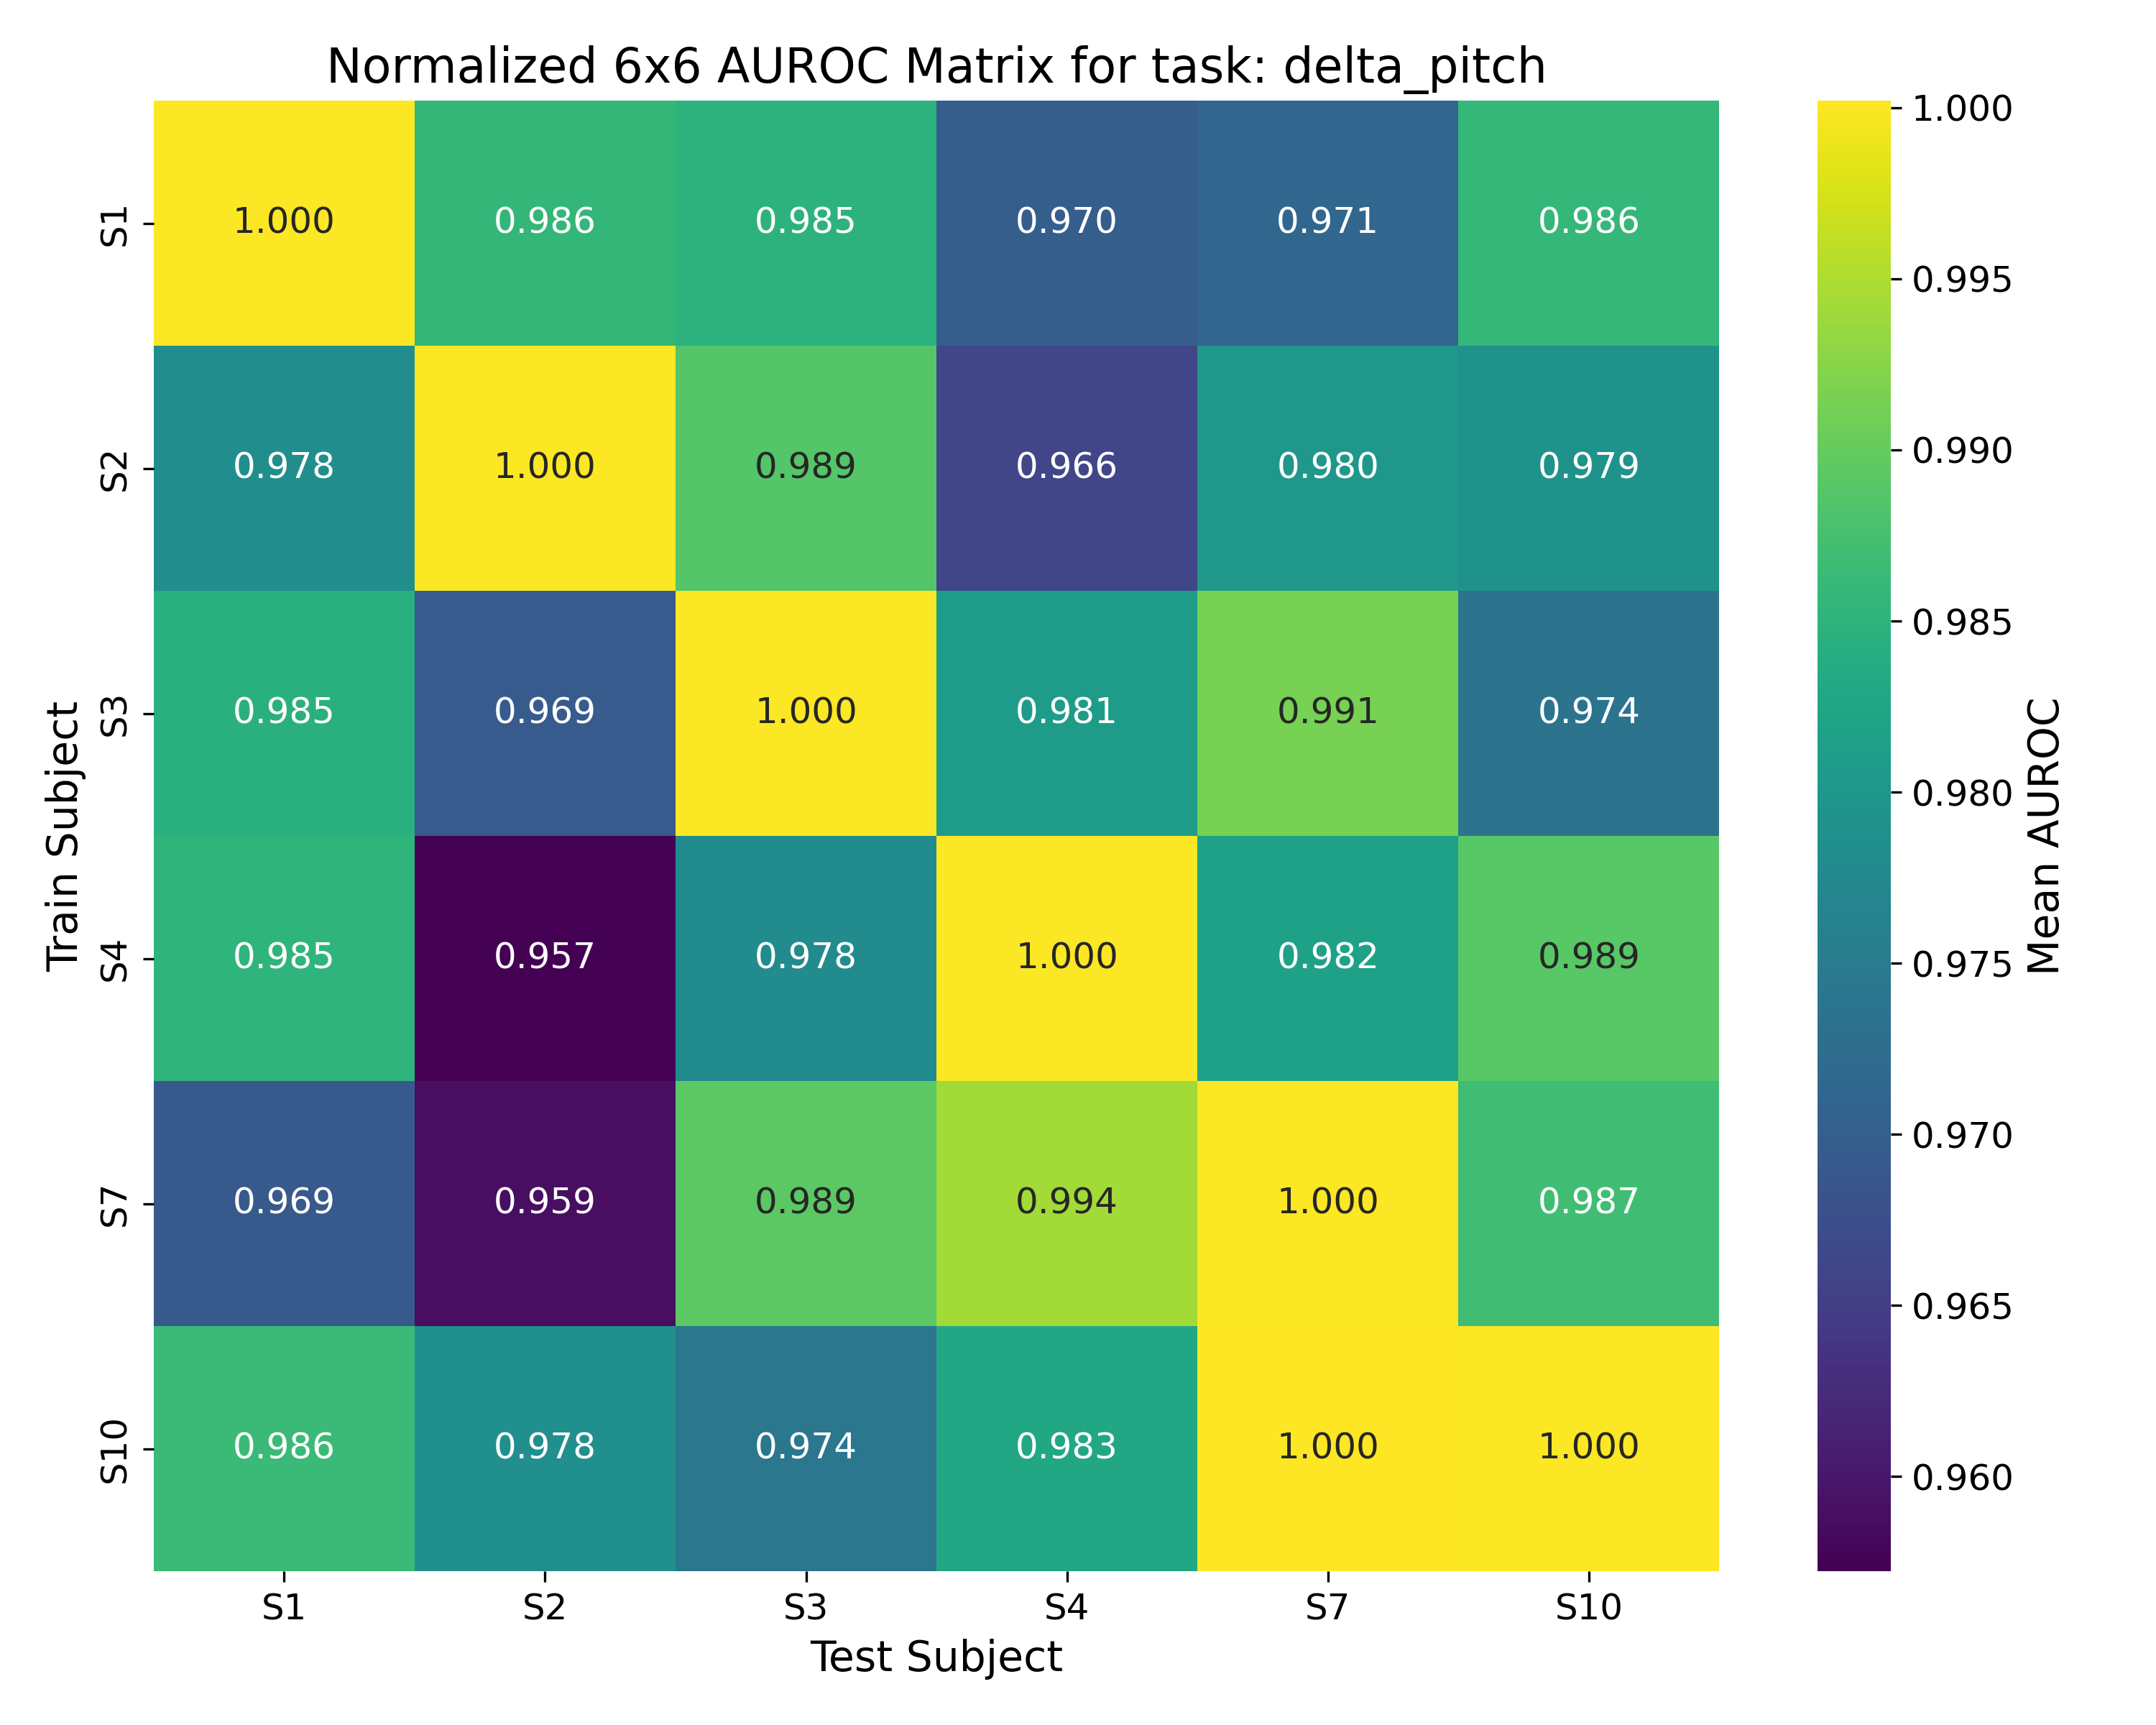 Normalized 6x6 AUROC Matrix for task: delta_pitch
Train Subject
S1 1.000 0.986 0.985 0.970 0.971 0.986
S2 0.978 1.000 0.989 0.966 0.980 0.979
S3 0.985 0.969 1.000 0.981 0.991 0.974
S4 0.985 0.957 0.978 1.000 0.982 0.989
S7 0.969 0.959 0.989 0.994 1.000 0.987
S10 0.986 0.978 0.974 0.983 1.000 1.000
S1 S2 S3 S4 S7 S10
Test Subject
1.000
0.995
0.990
0.985
0.980
0.975
0.970
0.965
0.960
Mean AUROC